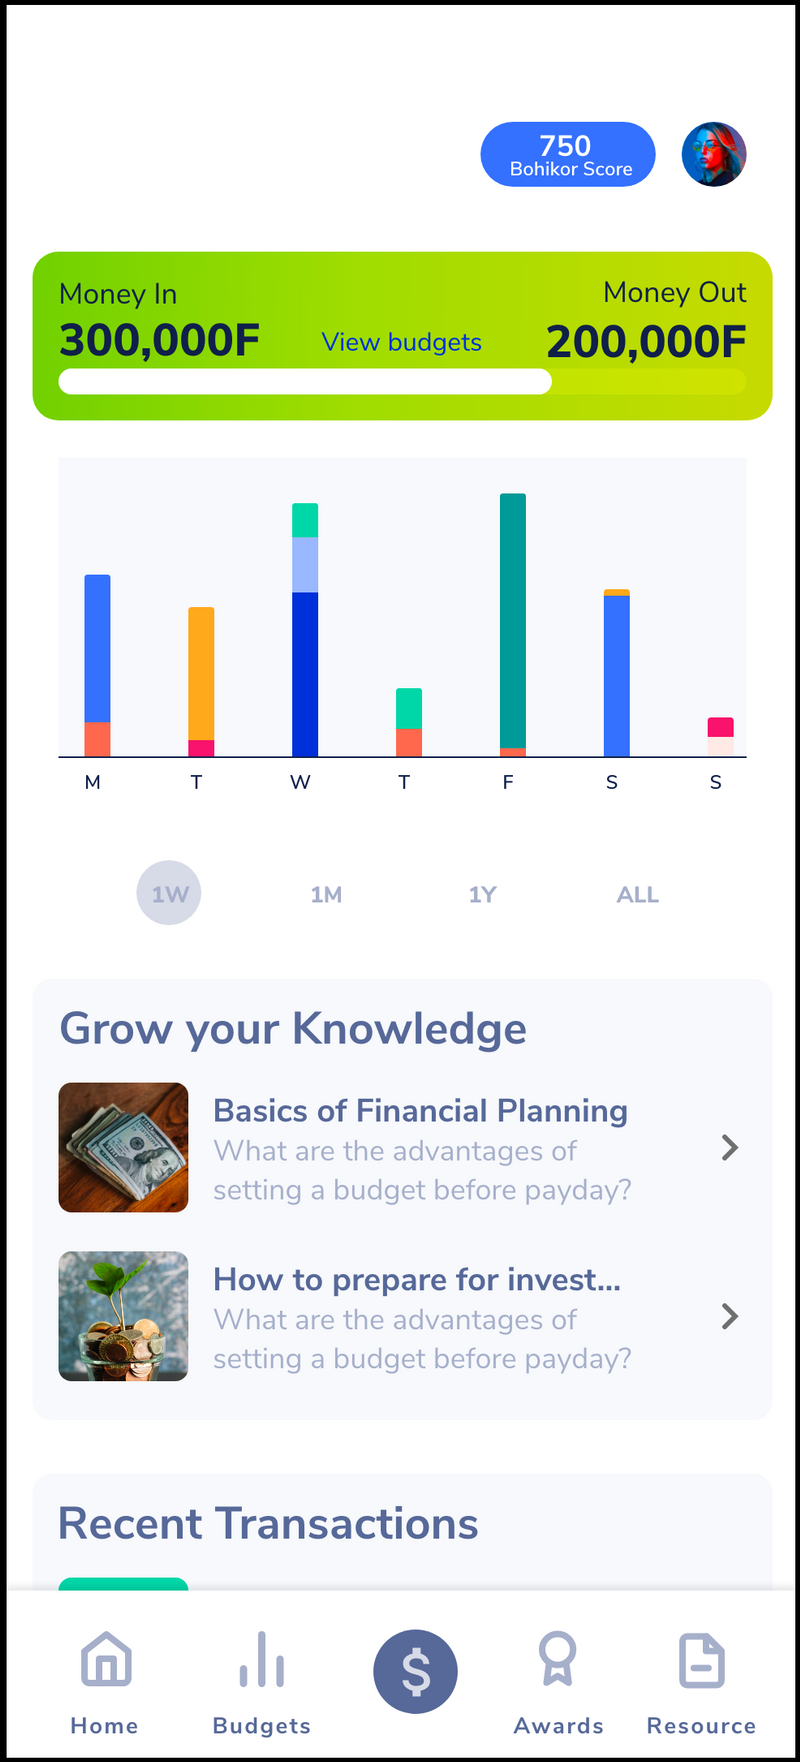 750
Bohikor Score
Money In
Money Out
300,000F
View budgets
200,000F
M T W T F S S
1W 1M 1Y ALL
Grow your Knowledge
Basics of Financial Planning
What are the advantages of
setting a budget before payday?
How to prepare for invest...
What are the advantages of
setting a budget before payday?
Recent Transactions
$
Home Budgets Awards Resource